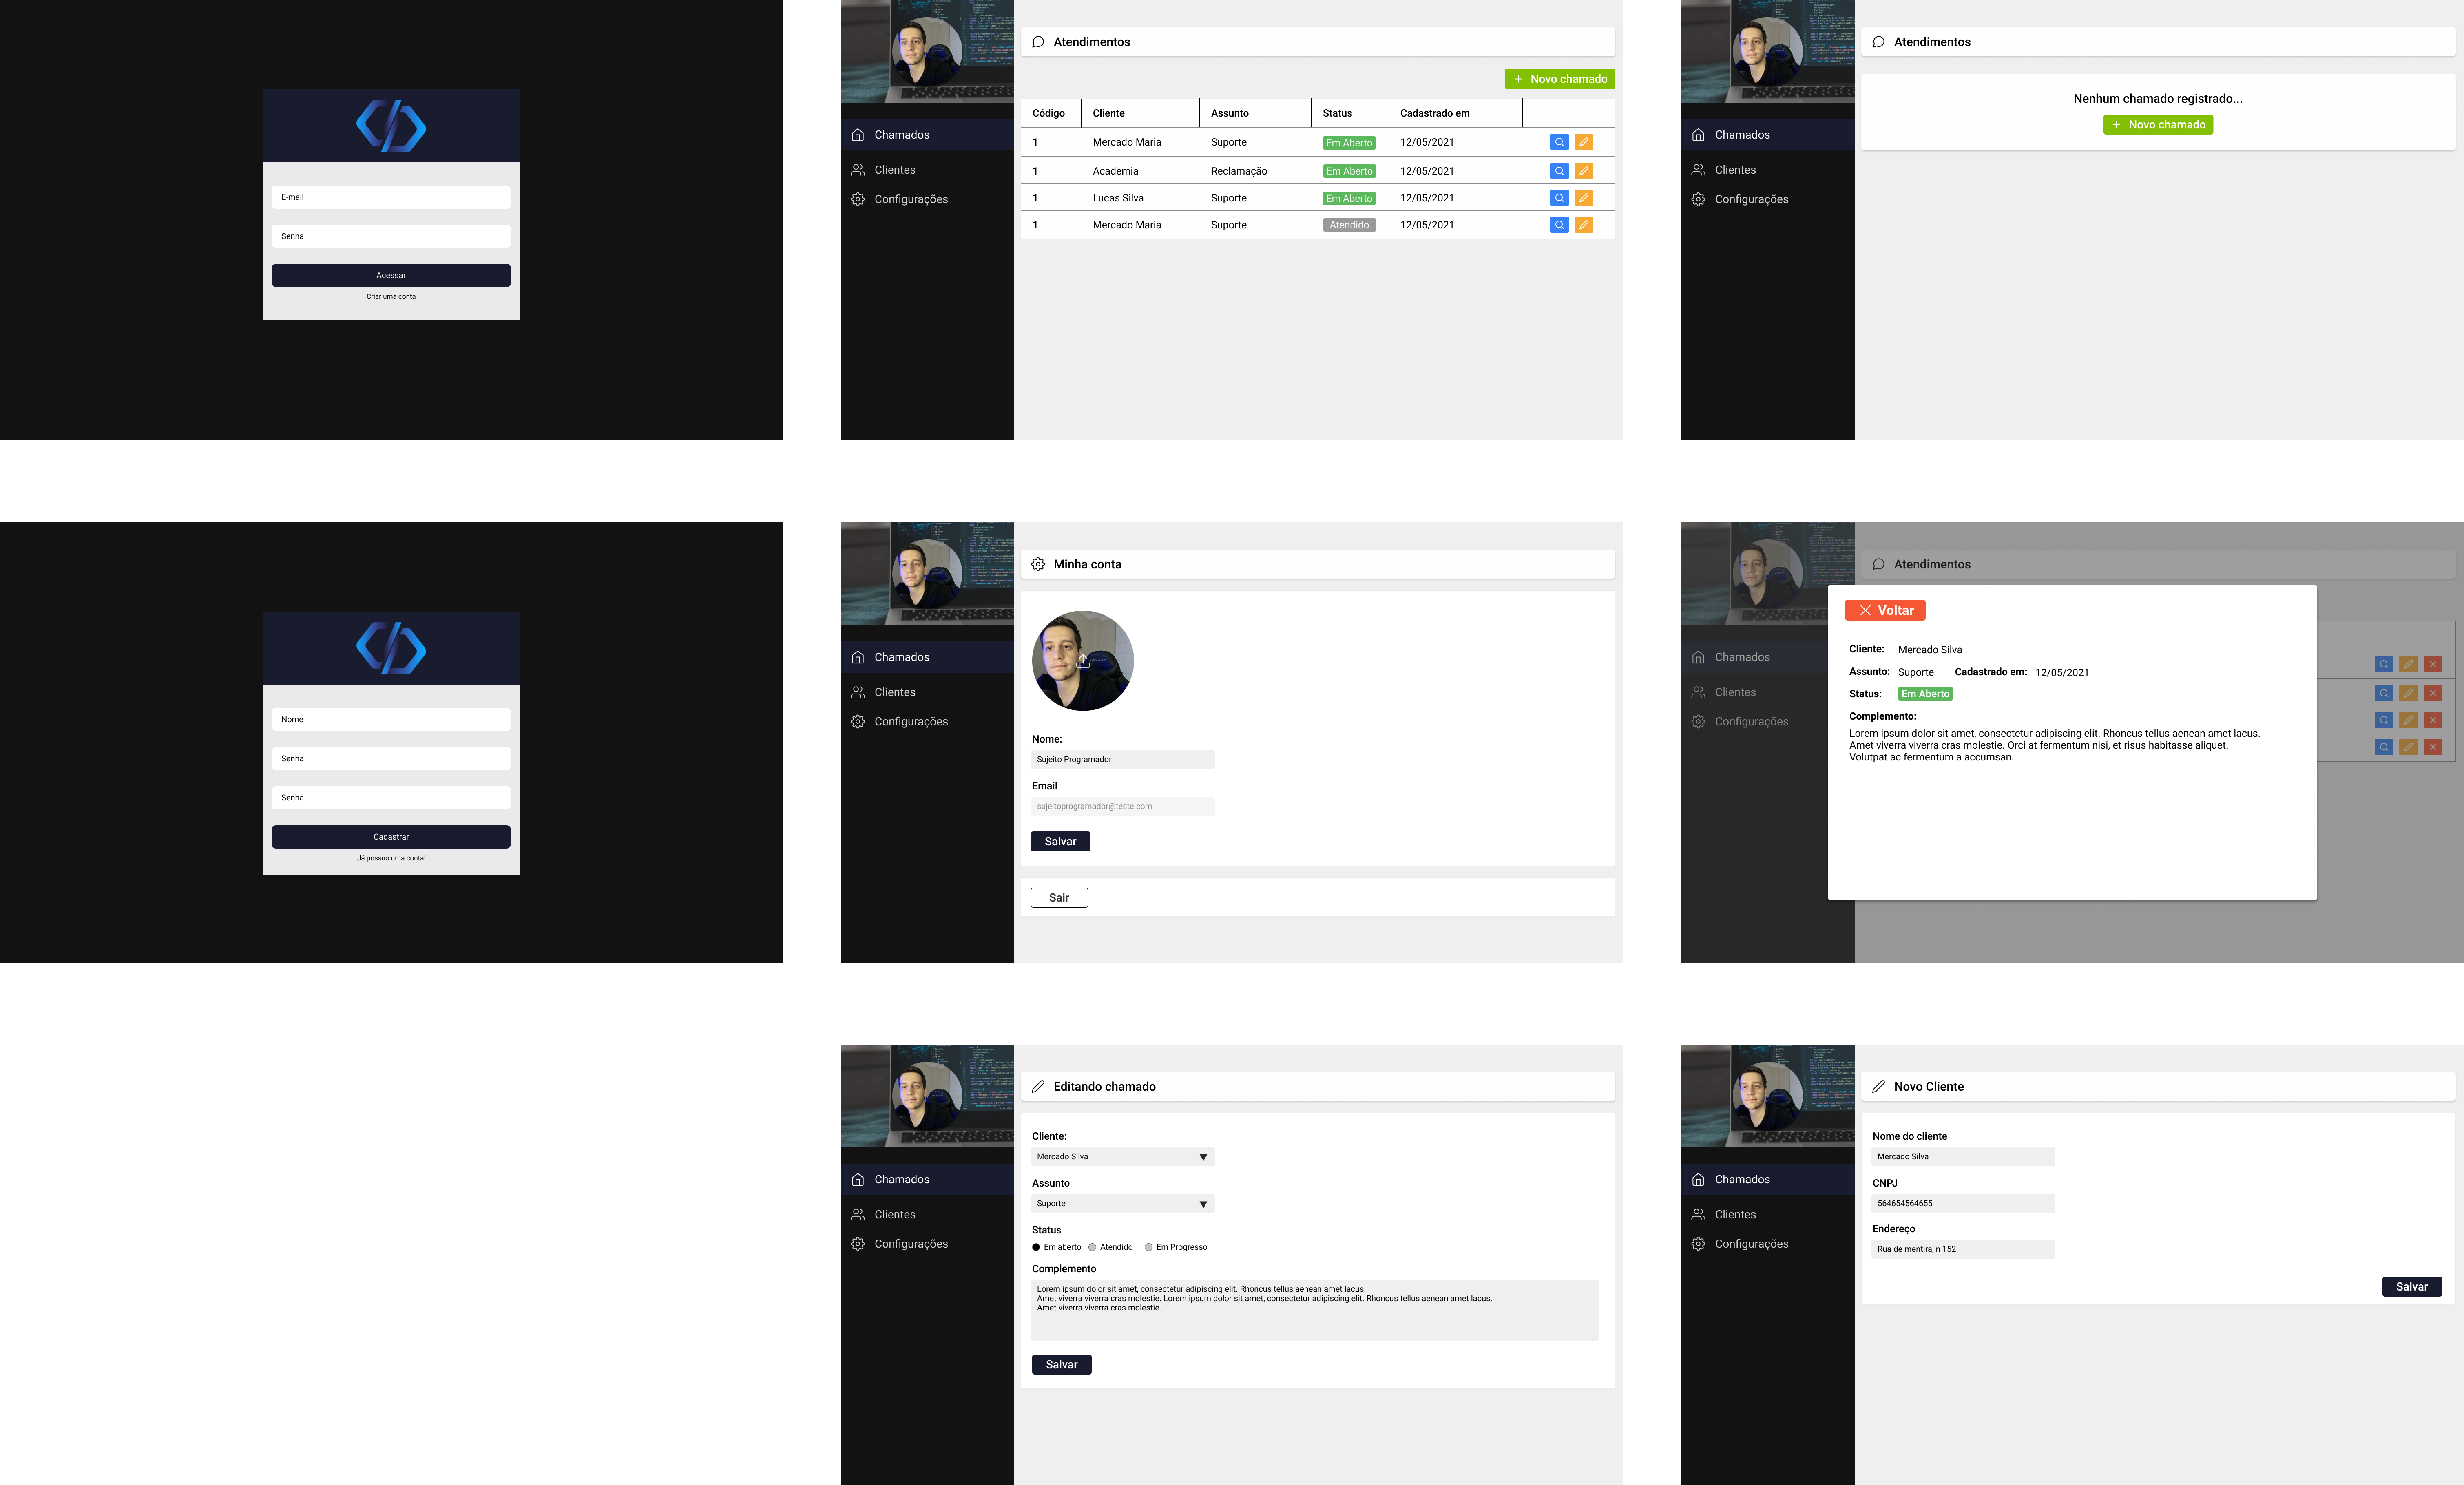 E-mail
Senha
Acessar
Criar uma conta
Chamados
Clientes
Configurações
Atendimentos
+ Novo chamado
Código Cliente Assunto Status Cadastrado em
1 Mercado Maria Suporte Em Aberto 12/05/2021
1 Academia Reclamação Em Aberto 12/05/2021
1 Lucas Silva Suporte Em Aberto 12/05/2021
1 Mercado Maria Suporte Atendido 12/05/2021
Chamados
Clientes
Configurações
Atendimentos
Nenhum chamado registrado...
+ Novo chamado
Nome
Senha
Senha
Cadastrar
Já possuo uma conta!
Chamados
Clientes
Configurações
Minha conta
Nome:
Sujeito Programador
Email
sujeitoprogramador@teste.com
Salvar
Sair
Chamados
Clientes
Configurações
Atendimentos
Voltar
Cliente: Mercado Silva
Assunto: Suporte Cadastrado em: 12/05/2021
Status: Em Aberto
Complemento:
Lorem ipsum dolor sit amet, consectetur adipiscing elit. Rhoncus tellus aenean amet lacus.
Amet viverra viverra cras molestie. Orci at fermentum nisi, et risus habitasse aliquet.
Volutpat ac fermentum a accumsan.
Chamados
Clientes
Configurações
Editando chamado
Cliente:
Mercado Silva
Assunto
Suporte
Status
Em aberto Atendido Em Progresso
Complemento
Lorem ipsum dolor sit amet, consectetur adipiscing elit. Rhoncus tellus aenean amet lacus.
Amet viverra viverra cras molestie. Lorem ipsum dolor sit amet, consectetur adipiscing elit. Rhoncus tellus aenean amet lacus.
Amet viverra viverra cras molestie.
Salvar
Chamados
Clientes
Configurações
Novo Cliente
Nome do cliente
Mercado Silva
CNPJ
564654564655
Endereço
Rua de mentira, n 152
Salvar